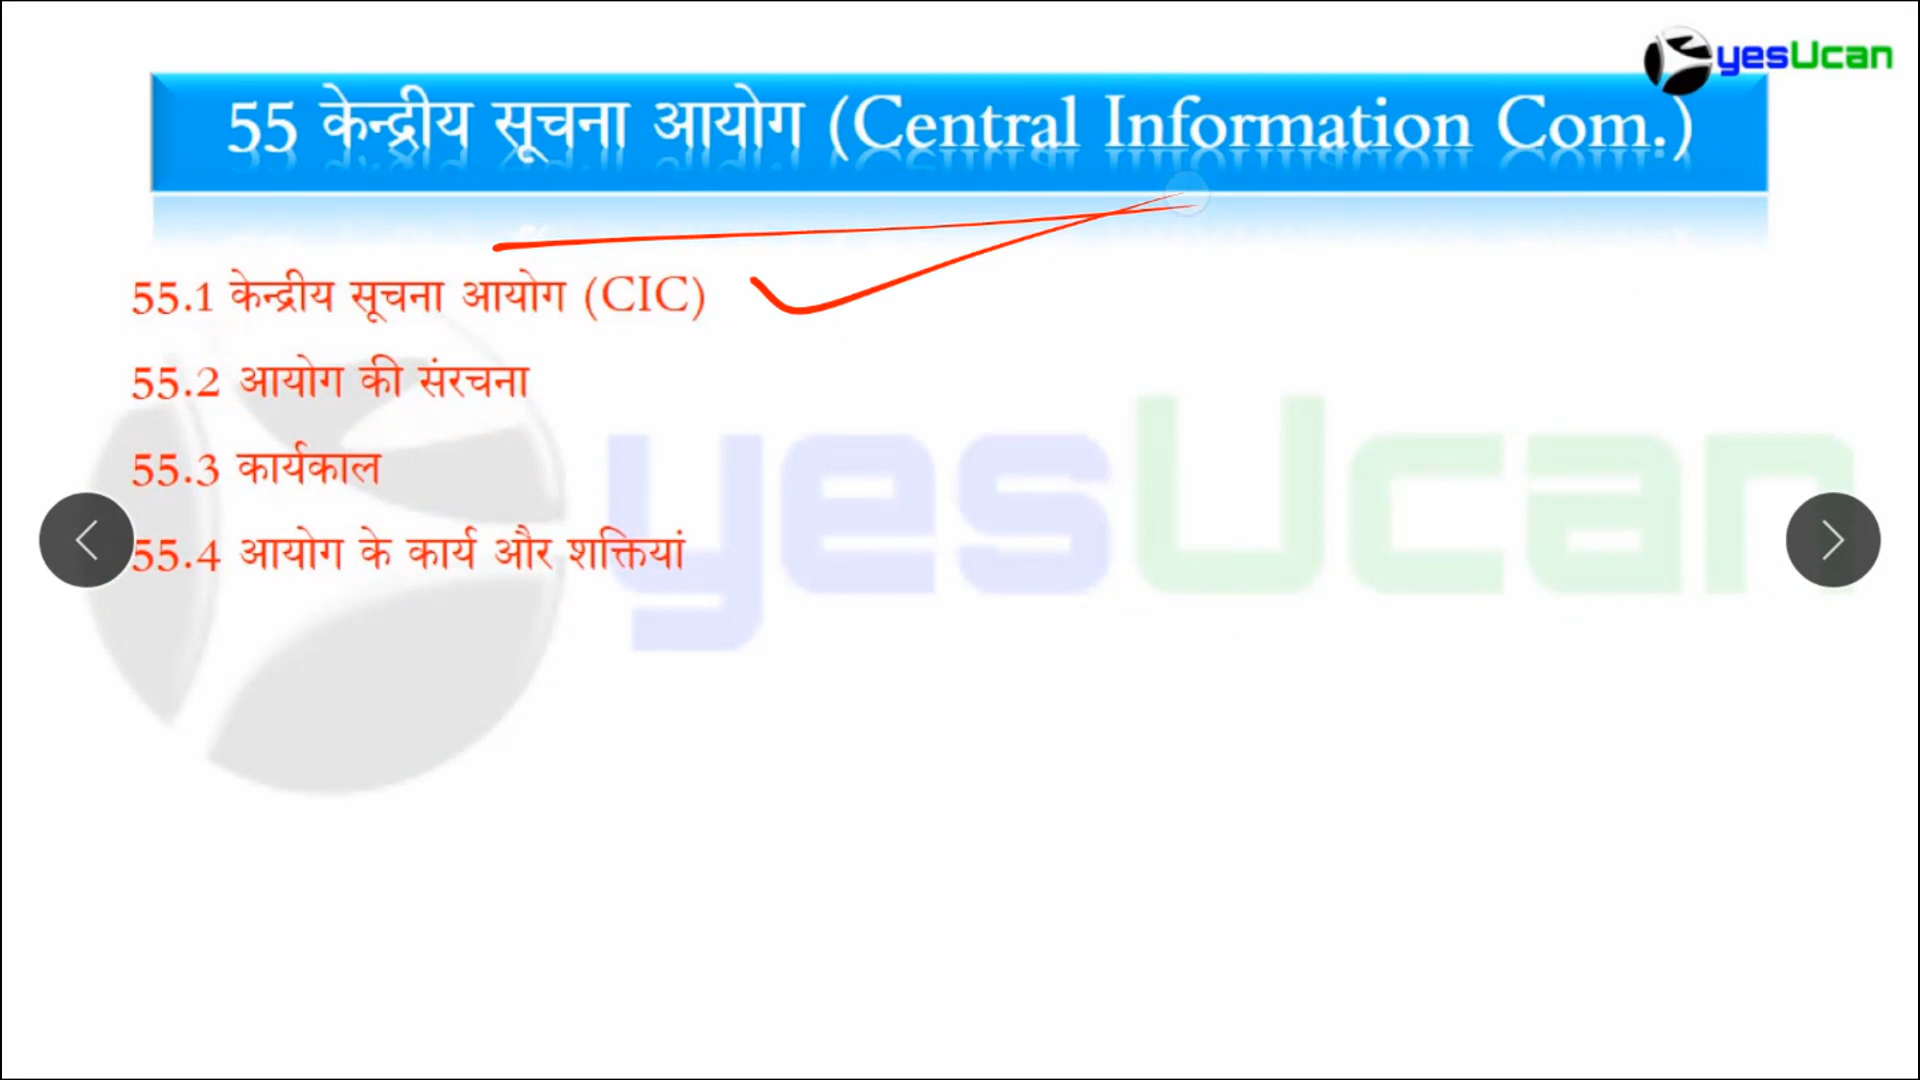 yesUcan
55 केन्द्रीय सूचना आयोग (Central Information Com.)
55.1 केन्द्रीय सूचना आयोग (CIC)
55.2 आयोग की संरचना
55.3 कार्यकाल
55.4 आयोग के कार्य और शक्तियां
yesUcan